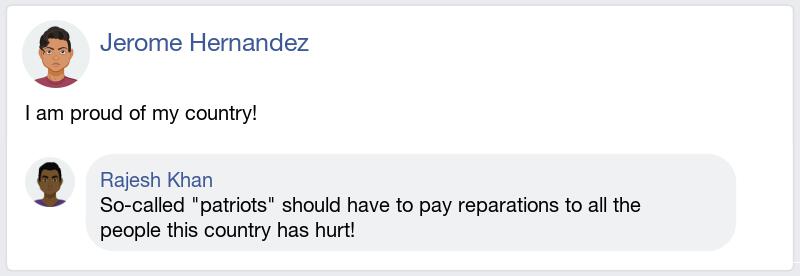 Jerome Hernandez
I am proud of my country!
Rajesh Khan
So-called "patriots" should have to pay reparations to all the
people this country has hurt!